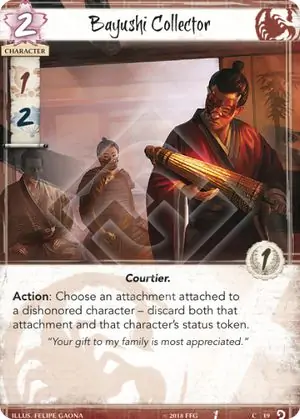 2
Bayushi Collector
CHARACTER
1
2
1
Courtier.
Action: Choose an attachment attached to
a dishonored character – discard both that
attachment and that character's status token.
"Your gift to my family is most appreciated."
ILLUS. FELIPE GAONA © 2018 FFG 1 C 19